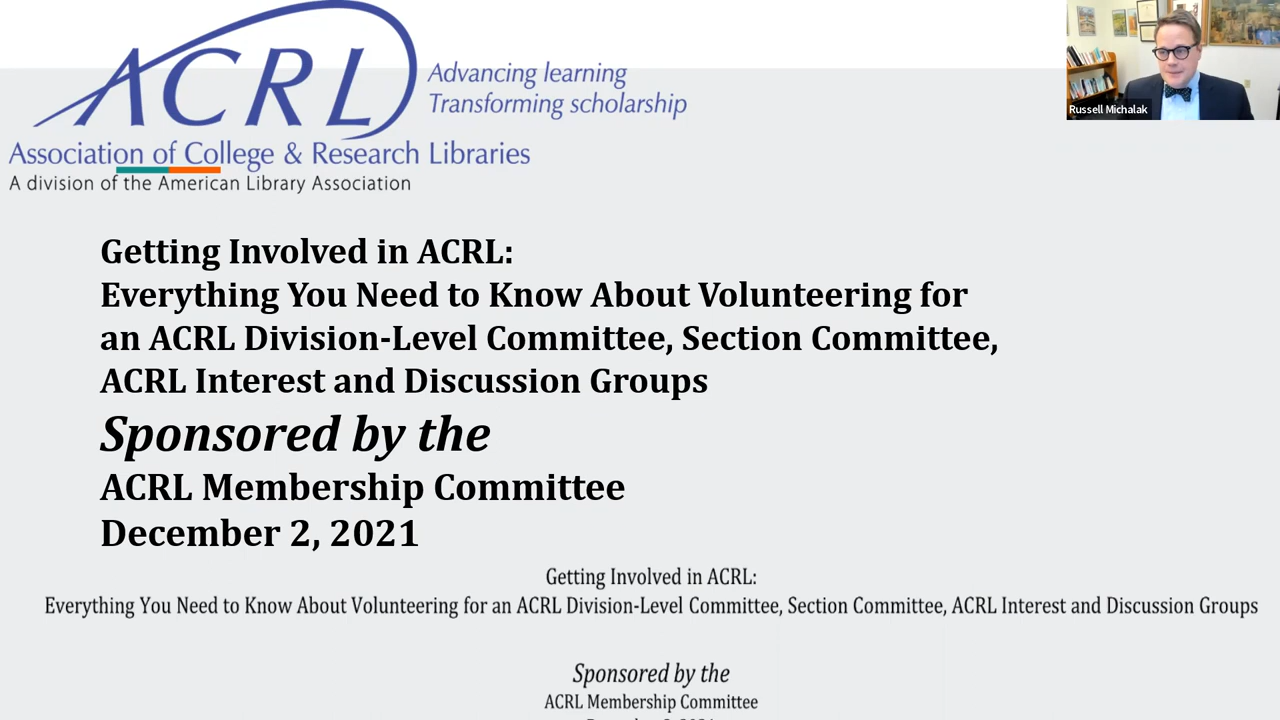 ACRL
Advancing learning
Transforming scholarship
Association of College & Research Libraries
A division of the American Library Association
Russell Michalak
Getting Involved in ACRL:
Everything You Need to Know About Volunteering for
an ACRL Division-Level Committee, Section Committee,
ACRL Interest and Discussion Groups
Sponsored by the
ACRL Membership Committee
December 2, 2021
Getting Involved in ACRL:
Everything You Need to Know About Volunteering for an ACRL Division-Level Committee, Section Committee, ACRL Interest and Discussion Groups
Sponsored by the
ACRL Membership Committee